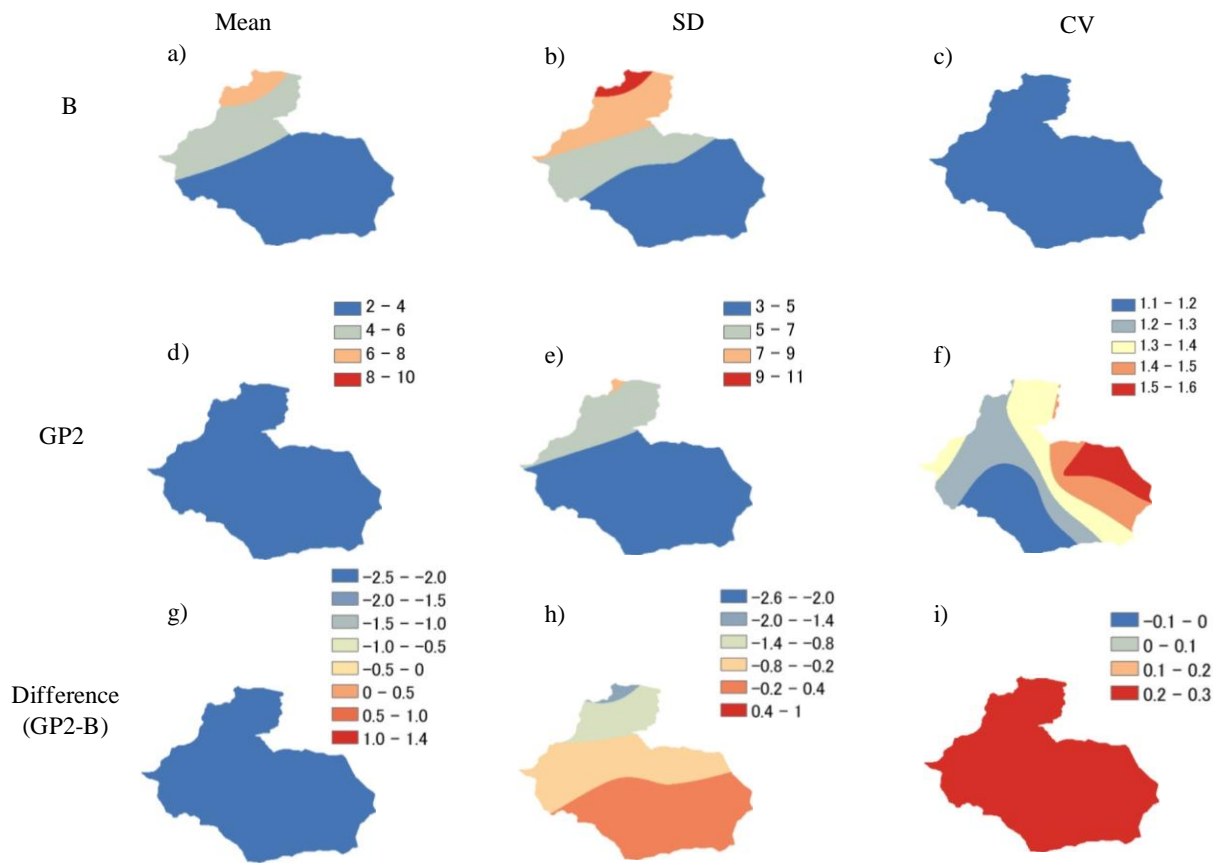 Mean SD CV
a) b) c)
B
2 – 4
4 – 6
6 – 8
8 – 10
3 – 5
5 – 7
7 – 9
9 – 11
1.1 – 1.2
1.2 – 1.3
1.3 – 1.4
1.4 – 1.5
1.5 – 1.6
d) e) f)
GP2
−2.5 – −2.0
−2.0 – −1.5
−1.5 – −1.0
−1.0 – −0.5
−0.5 – 0
0 – 0.5
0.5 – 1.0
1.0 – 1.4
−2.6 – −2.0
−2.0 – −1.4
−1.4 – −0.8
−0.8 – −0.2
−0.2 – 0.4
0.4 – 1
−0.1 – 0
0 – 0.1
0.1 – 0.2
0.2 – 0.3
g) h) i)
Difference
(GP2-B)